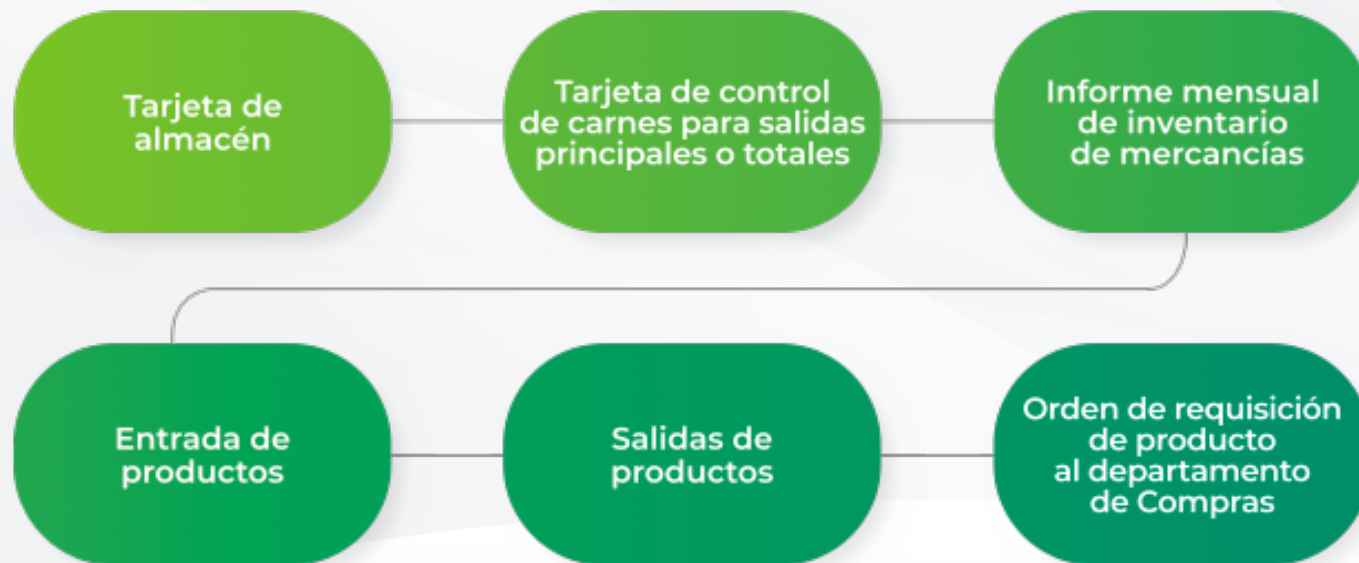 Tarjeta de
almacén
Tarjeta de control
de carnes para salidas
principales o totales
Informe mensual
de inventario
de mercancías
Entrada de
productos
Salidas de
productos
Orden de requisición
de producto
al departamento
de Compras